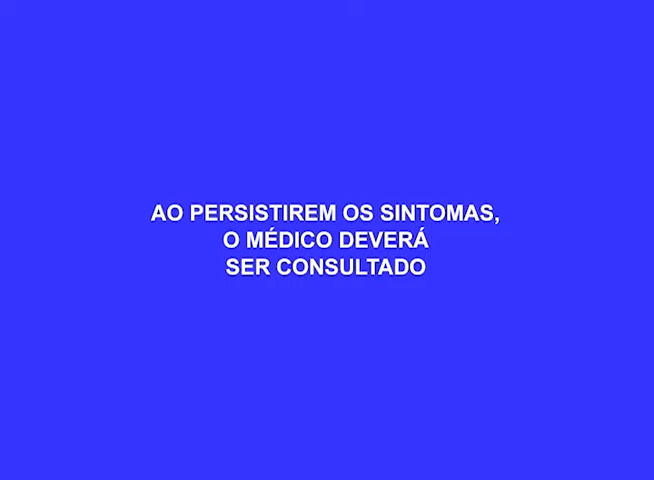 AO PERSISTIREM OS SINTOMAS,
O MÉDICO DEVERÁ
SER CONSULTADO